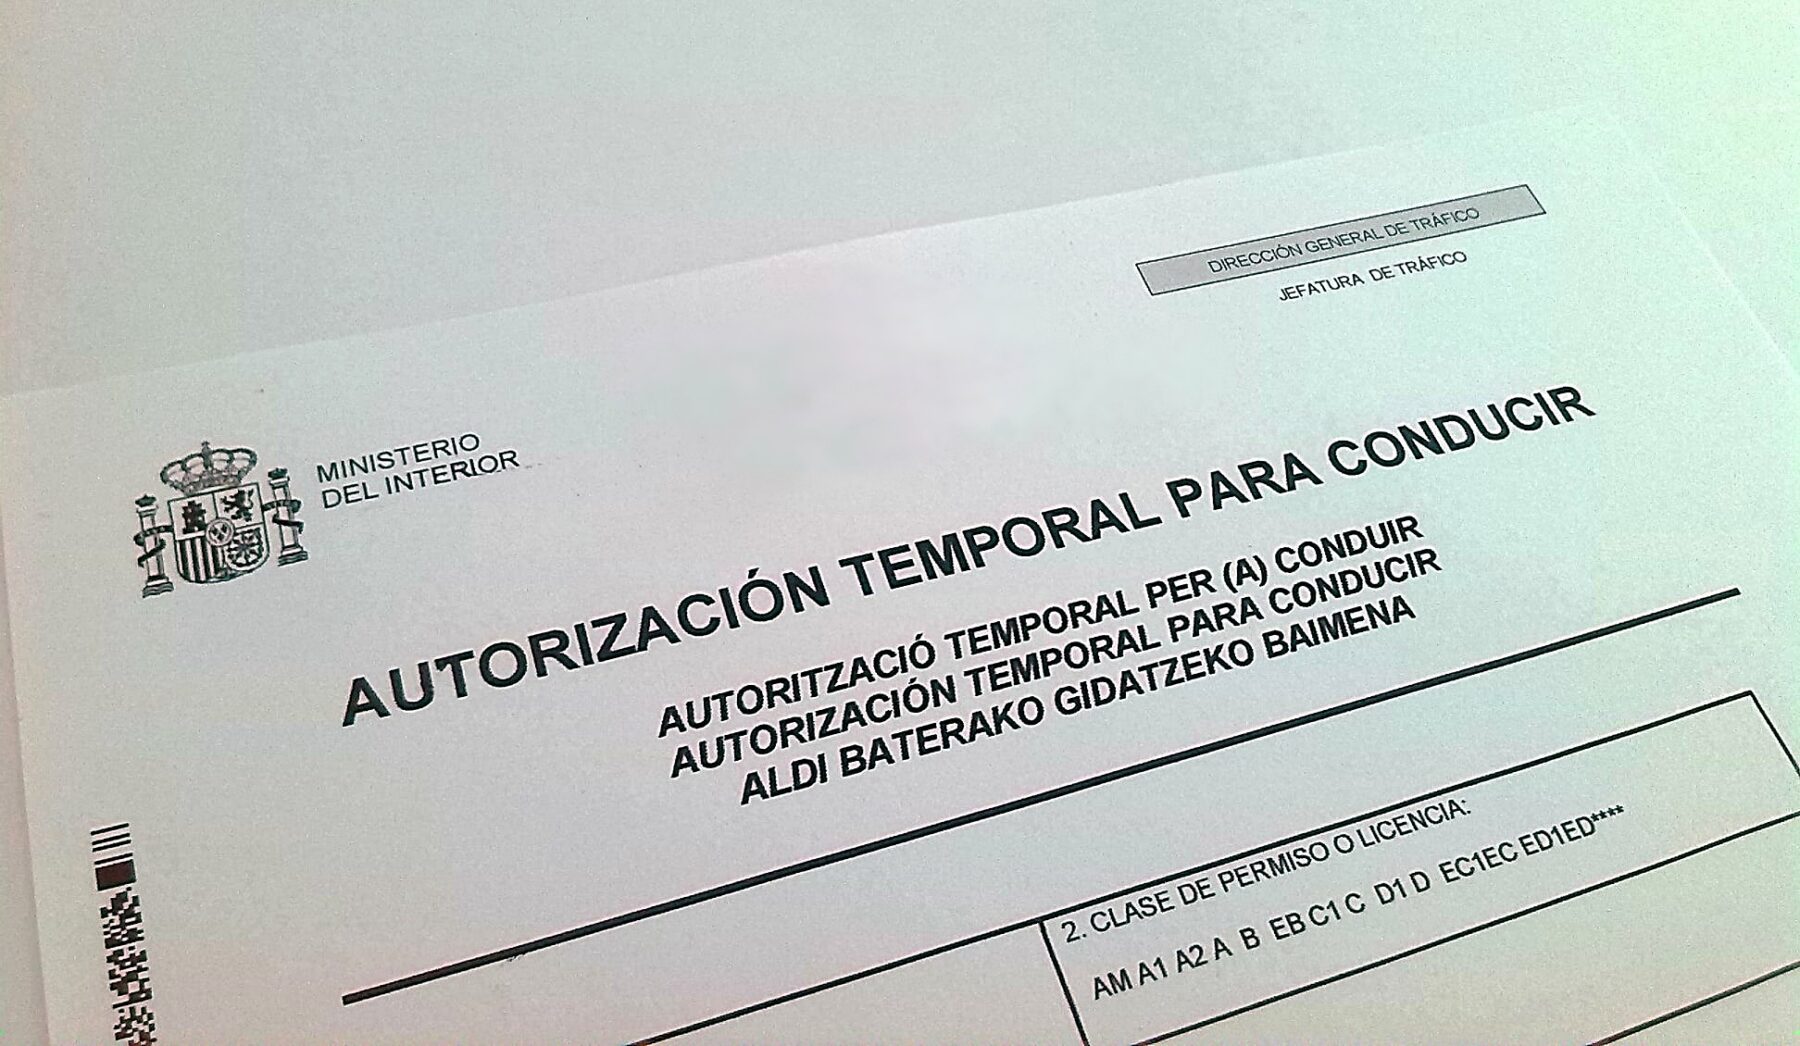 DIRECCIÓN GENERAL DE TRÁFICO
JEFATURA DE TRÁFICO
MINISTERIO
DEL INTERIOR
AUTORIZACIÓN TEMPORAL PARA CONDUCIR
AUTORITZACIÓ TEMPORAL PER (A) CONDUIR
AUTORIZACIÓN TEMPORAL PARA CONDUCIR
ALDI BATERAKO GIDATZEKO BAIMENA
2. CLASE DE PERMISO O LICENCIA:
AM A1 A2 A B EB C1 C D1 D EC1EC ED1ED****